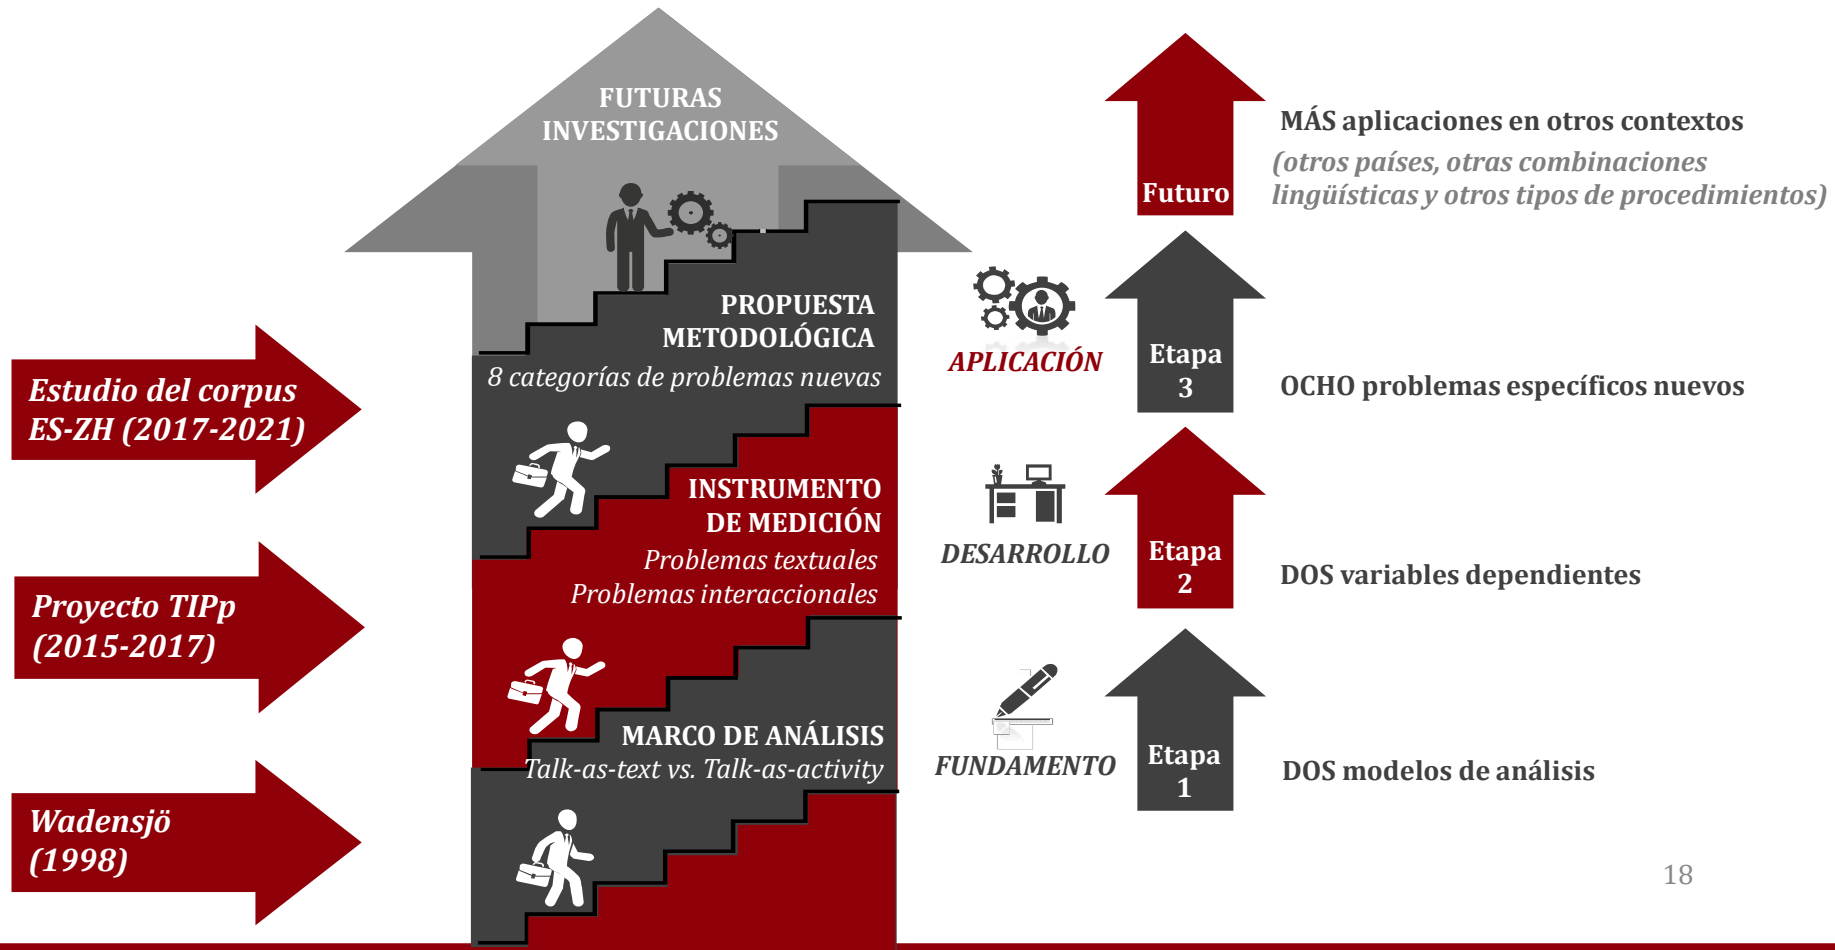 FUTURAS
INVESTIGACIONES
PROPUESTA
METODOLÓGICA
8 categorías de problemas nuevas
INSTRUMENTO
DE MEDICIÓN
Problemas textuales
Problemas interaccionales
MARCO DE ANÁLISIS
Talk-as-text vs. Talk-as-activity
Estudio del corpus
ES-ZH (2017-2021)
Proyecto TIPp
(2015-2017)
Wadensjö
(1998)
Futuro
MÁS aplicaciones en otros contextos
(otros países, otras combinaciones
lingüísticas y otros tipos de procedimientos)
APLICACIÓN
Etapa
3
OCHO problemas específicos nuevos
DESARROLLO
Etapa
2
DOS variables dependientes
FUNDAMENTO
Etapa
1
DOS modelos de análisis
18